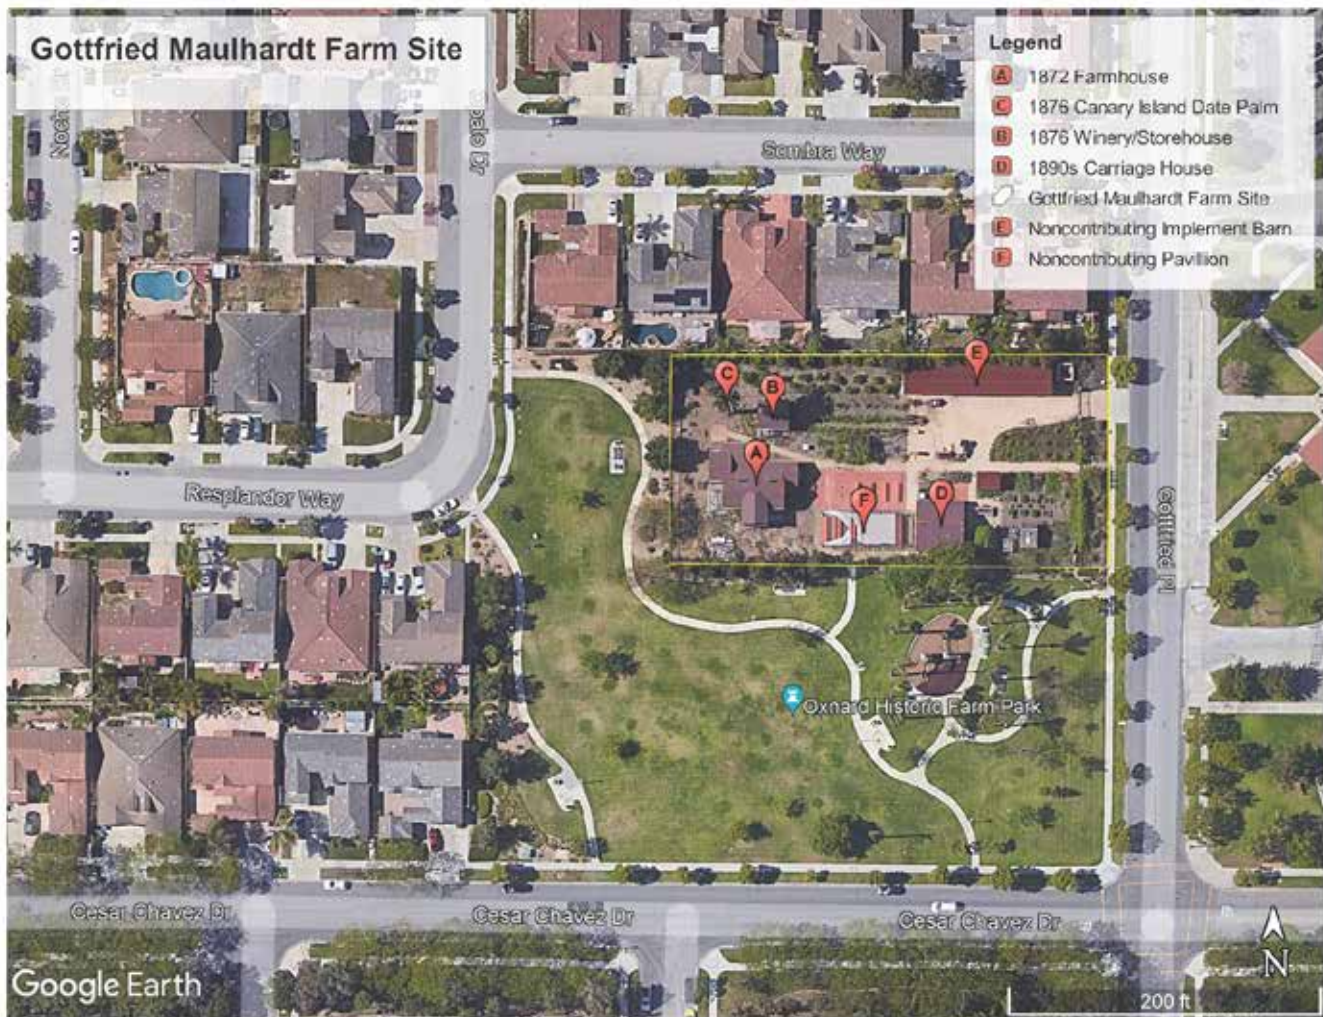 Gottfried Maulhardt Farm Site
Legend
A 1872 Farmhouse
C 1876 Canary Island Date Palm
B 1876 Winery/Storehouse
D 1890s Carriage House
Gottfried Maulhardt Farm Site
E Noncontributing Implement Barn
F Noncontributing Pavillion
Dr
Sombra Way
E
C
B
A
Resplandor Way
F
D
Gottfried Pl
Oxnard Historic Farm Park
Cesar Chavez Dr
Cesar Chavez Dr
Cesar Chavez Dr
N
Google Earth
200 ft